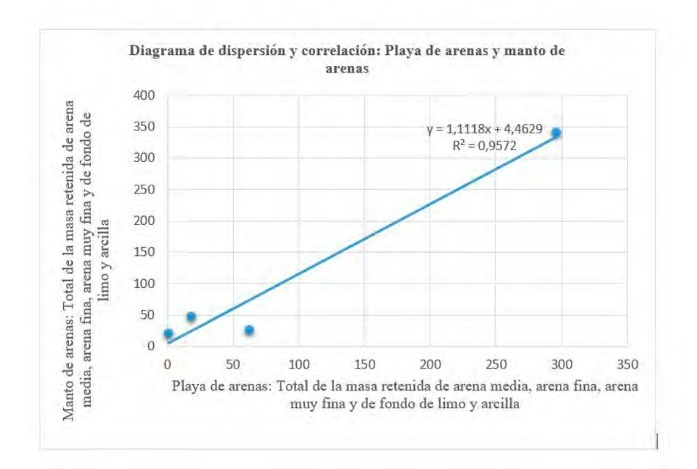 Diagrama de dispersión y correlación: Playa de arenas y manto de
arenas
Manto de arenas: Total de la masa retenida de arena
media, arena fina, arena muy fina y de fondo de
limo y arcilla
400
350
300
250
200
150
100
50
0
y = 1,1118x + 4,4629
R² = 0,9572
0 50 100 150 200 250 300 350
Playa de arenas: Total de la masa retenida de arena media, arena fina, arena
muy fina y de fondo de limo y arcilla